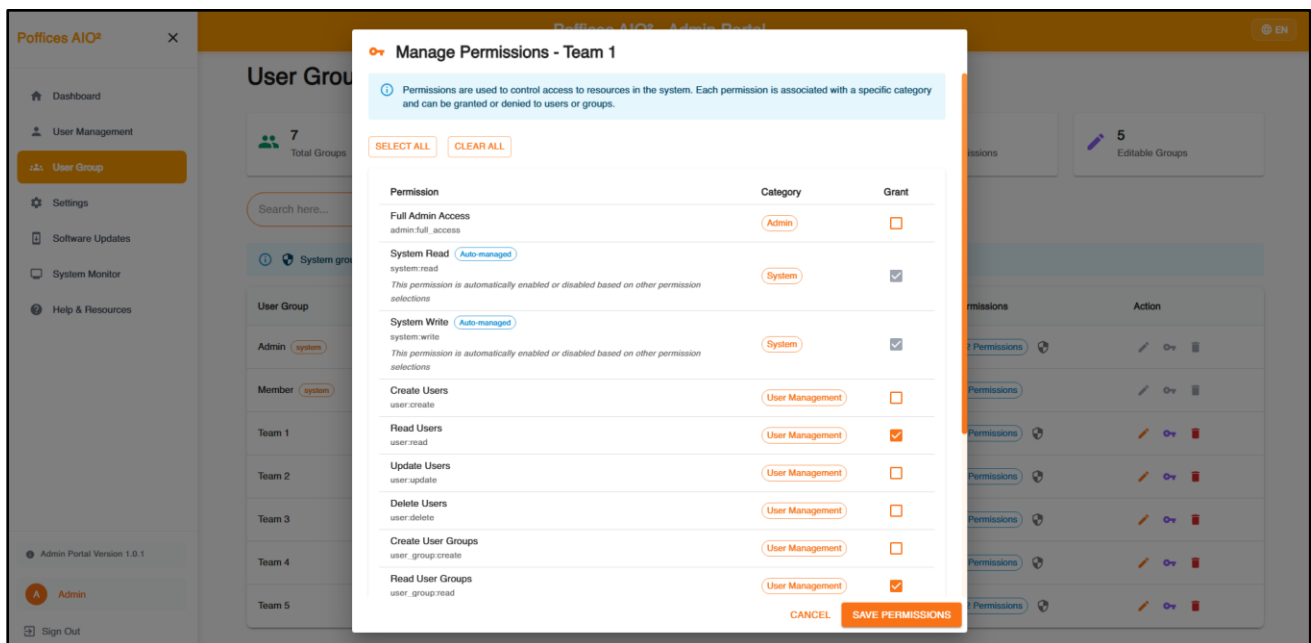 Poffices AIO²
Poffices AIO² - Admin Portal
EN
Dashboard
User Management
User Group
Settings
Software Updates
System Monitor
Help & Resources
Admin Portal Version 1.0.1
A
Admin
Sign Out
User Grou
7
Total Groups
issions
5
Editable Groups
Search here...
System grou
User Group
rmissions
Action
Admin
system
Permissions
Member
system
Permissions
Team 1
Permissions
Team 2
Permissions
Team 3
Permissions
Team 4
Permissions
Team 5
Permissions
Manage Permissions - Team 1
Permissions are used to control access to resources in the system. Each permission is associated with a specific category
and can be granted or denied to users or groups.
SELECT ALL CLEAR ALL
Permission Category Grant
Full Admin Access
admin:full_access
Admin
System Read Auto-managed
system:read
This permission is automatically enabled or disabled based on other permission
selections
System
System Write Auto-managed
system:write
This permission is automatically enabled or disabled based on other permission
selections
System
Create Users
user:create
User Management
Read Users
user:read
User Management
Update Users
user:update
User Management
Delete Users
user:delete
User Management
Create User Groups
user_group:create
User Management
Read User Groups
user_group:read
User Management
CANCEL SAVE PERMISSIONS